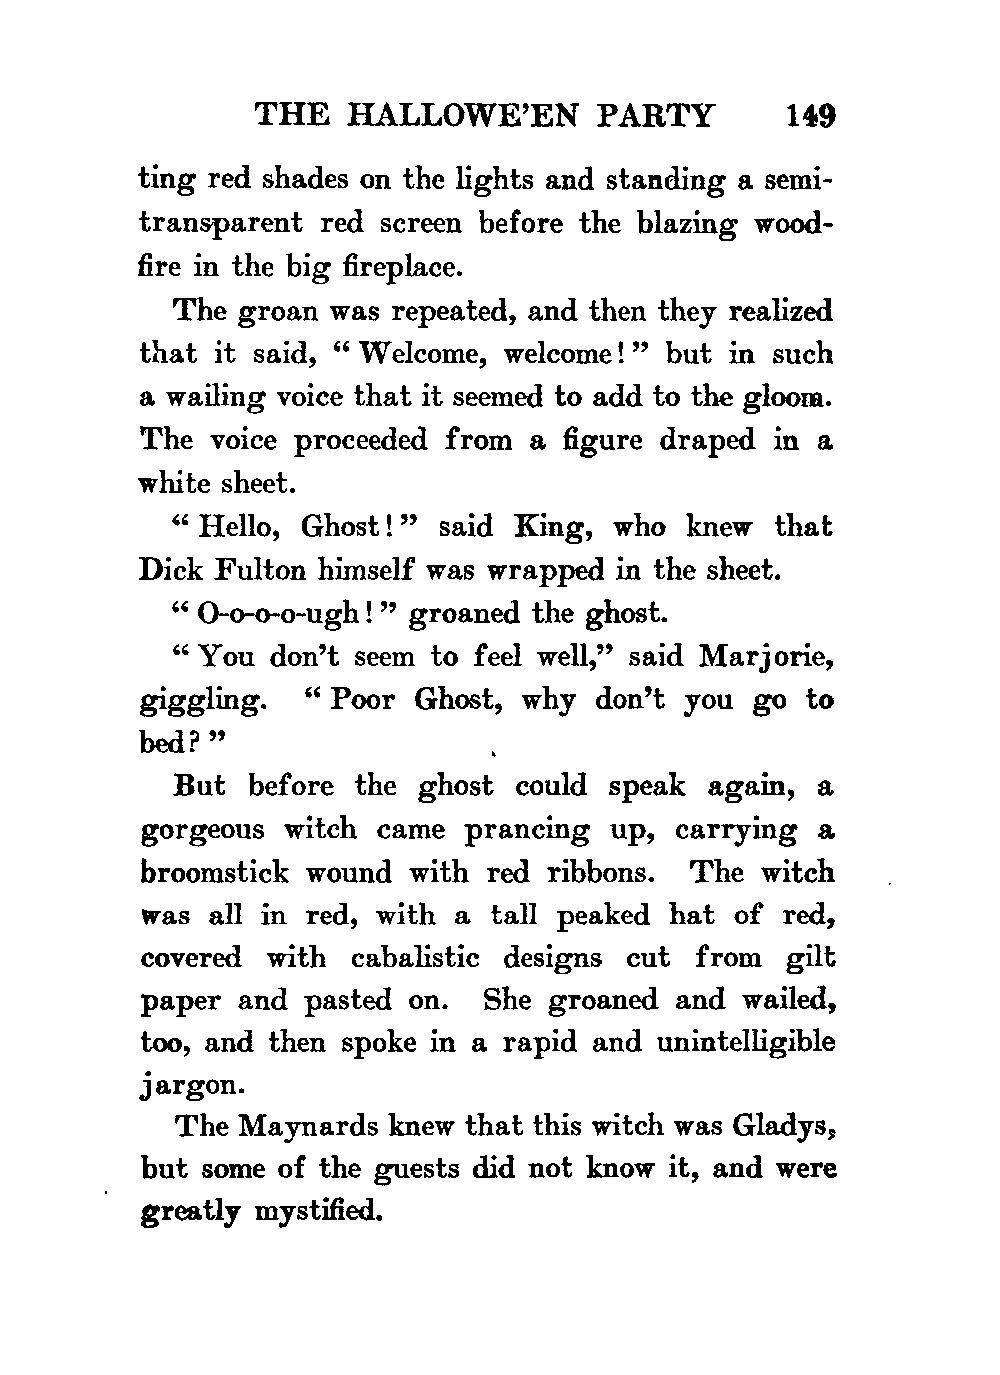 THE HALLOWE'EN PARTY 149
ting red shades on the lights and standing a semi-
transparent red screen before the blazing wood-
fire in the big fireplace.
The groan was repeated, and then they realized
that it said, “ Welcome, welcome! ” but in such
a wailing voice that it seemed to add to the gloom.
The voice proceeded from a figure draped in a
white sheet.
“ Hello, Ghost! ” said King, who knew that
Dick Fulton himself was wrapped in the sheet.
“ O-o-o-o-ugh! ” groaned the ghost.
“ You don't seem to feel well,” said Marjorie,
giggling. “ Poor Ghost, why don't you go to
bed? ”
But before the ghost could speak again, a
gorgeous witch came prancing up, carrying a
broomstick wound with red ribbons. The witch
was all in red, with a tall peaked hat of red,
covered with cabalistic designs cut from gilt
paper and pasted on. She groaned and wailed,
too, and then spoke in a rapid and unintelligible
jargon.
The Maynards knew that this witch was Gladys,
but some of the guests did not know it, and were
greatly mystified.